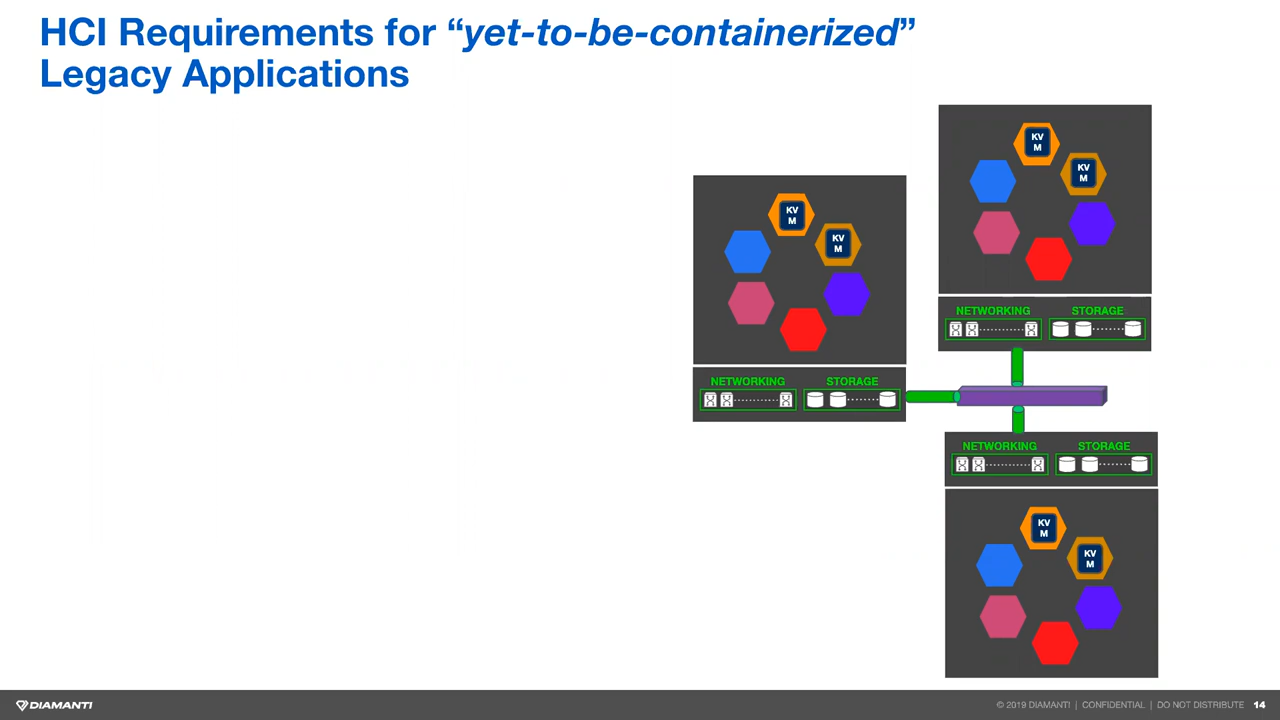 HCI Requirements for “yet-to-be-containerized”
Legacy Applications
KV
M
KV
M
NETWORKING STORAGE
KV
M
KV
M
NETWORKING STORAGE
NETWORKING STORAGE
KV
M
KV
M
DIAMANTI
© 2019 DIAMANTI | CONFIDENTIAL | DO NOT DISTRIBUTE 14